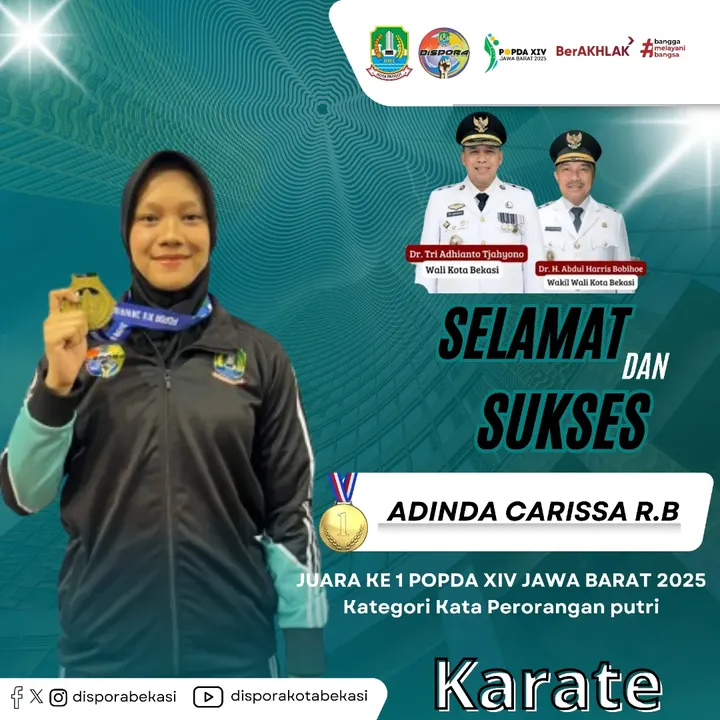 DISPORA
POPDA XIV
JAWA BARAT 2025
BerAKHLAK
#bangga
melayani
bangsa
Dr. Tri Adhianto Tjahyono
Wali Kota Bekasi
Dr. H. Abdul Harris Bobihoe
Wakil Wali Kota Bekasi
SELAMAT
DAN
SUKSES
1
ADINDA CARISSA R.B
JUARA KE 1 POPDA XIV JAWA BARAT 2025
Kategori Kata Perorangan putri
Karate
disporabekasi
disporakotabekasi